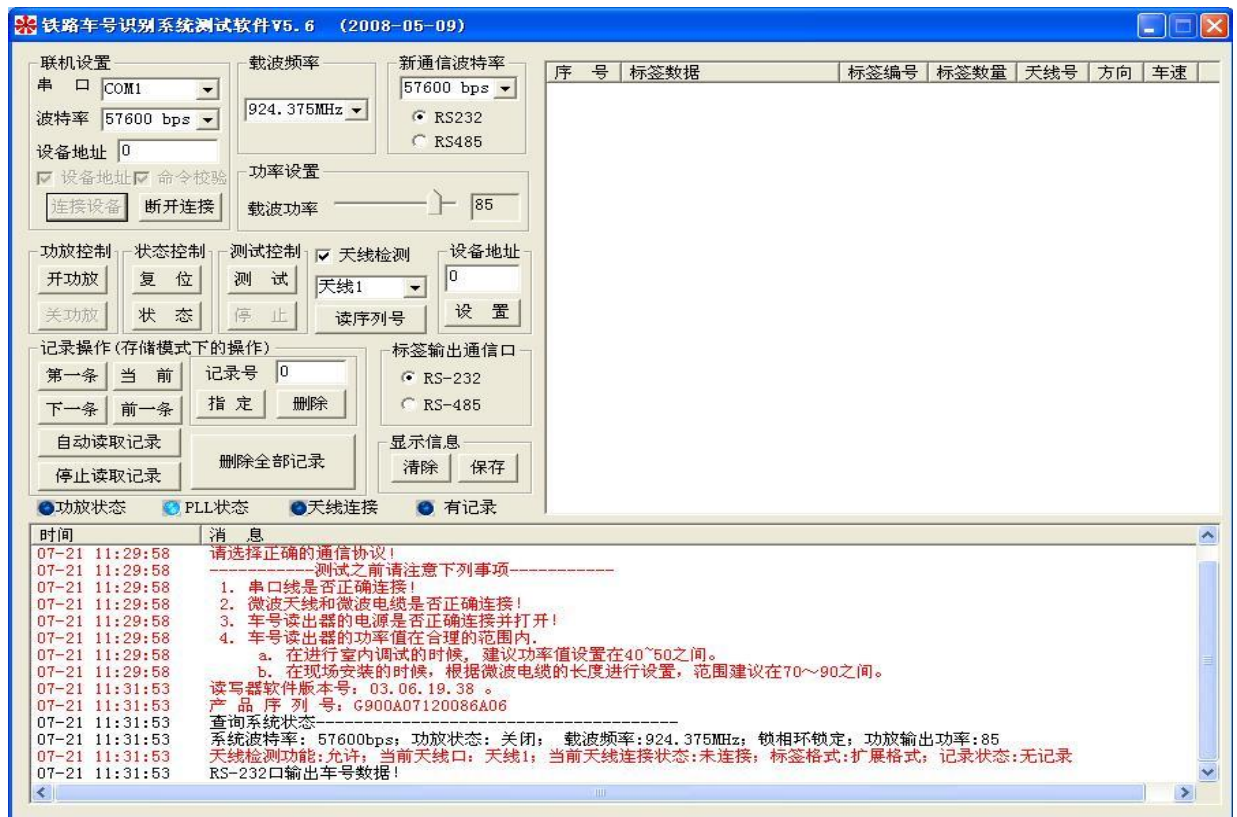 铁路车号识别系统测试软件V5.6 (2008-05-09)
联机设置
串 口 COM1
波特率 57600 bps
设备地址 0
设备地址 命令校验
连接设备 断开连接
载波频率
924.375MHz
新通信波特率
57600 bps
RS232
RS485
功率设置
载波功率 85
功放控制
开功放
关功放
状态控制
复 位
状 态
测试控制
测 试
停 止
天线检测
天线1
读序列号
设备地址
0
设 置
记录操作(存储模式下的操作)
第一条 当 前
下一条 前一条
记录号 0
指 定 删除
自动读取记录
停止读取记录
删除全部记录
标签输出通信口
RS-232
RS-485
显示信息
清除 保存
功放状态 PLL状态 天线连接 有记录
序 号 标签数据 标签编号 标签数量 天线号 方向 车速
时间 消 息
07-21 11:29:58 请选择正确的通信协议!
07-21 11:29:58 -----------测试之前请注意下列事项-----------
07-21 11:29:58 1. 串口线是否正确连接!
07-21 11:29:58 2. 微波天线和微波电缆是否正确连接!
07-21 11:29:58 3. 车号读出器的电源是否正确连接并打开!
07-21 11:29:58 4. 车号读出器的功率值在合理的范围内.
07-21 11:29:58 a. 在进行室内调试的时候, 建议功率值设置在40~50之间。
07-21 11:29:58 b. 在现场安装的时候, 根据微波电缆的长度进行设置, 范围建议在70～90之间。
07-21 11:31:53 读写器软件版本号: 03.06.19.38 。
07-21 11:31:53 产 品 序 列 号: G900A07120086A06
07-21 11:31:53 查询系统状态--------------------------------------
07-21 11:31:53 系统波特率: 57600bps; 功放状态: 关闭; 载波频率:924.375MHz; 锁相环锁定; 功放输出功率:85
07-21 11:31:53 天线检测功能:允许; 当前天线口: 天线1; 当前天线连接状态:未连接; 标签格式:扩展格式; 记录状态:无记录
07-21 11:31:53 RS-232口输出车号数据!